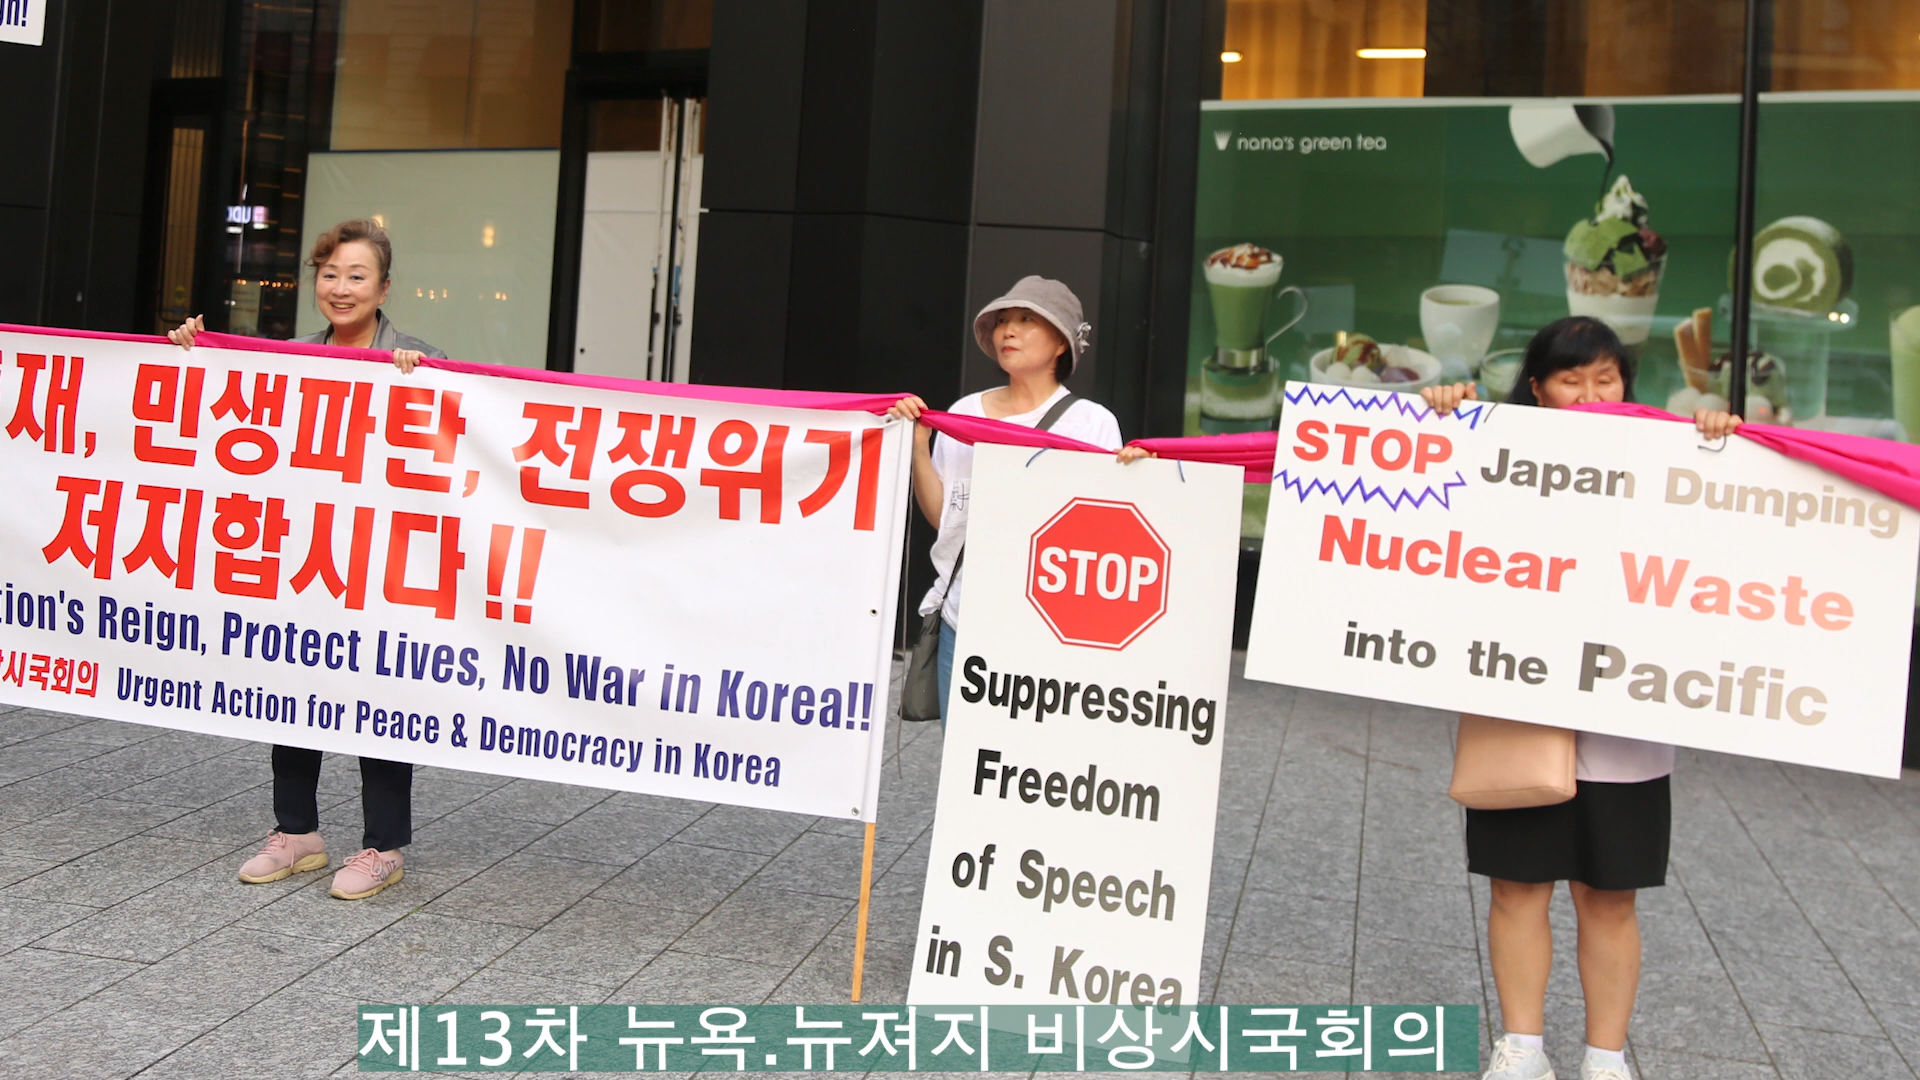 gn!
nana's green tea
재, 민생파탄, 전쟁위기
저지합시다!!
tion's Reign, Protect Lives, No War in Korea!!
시국회의 Urgent Action for Peace & Democracy in Korea
STOP
Suppressing
Freedom
of Speech
in S. Korea
STOP Japan Dumping
Nuclear Waste
into the Pacific
제13차 뉴욕.뉴져지 비상시국회의